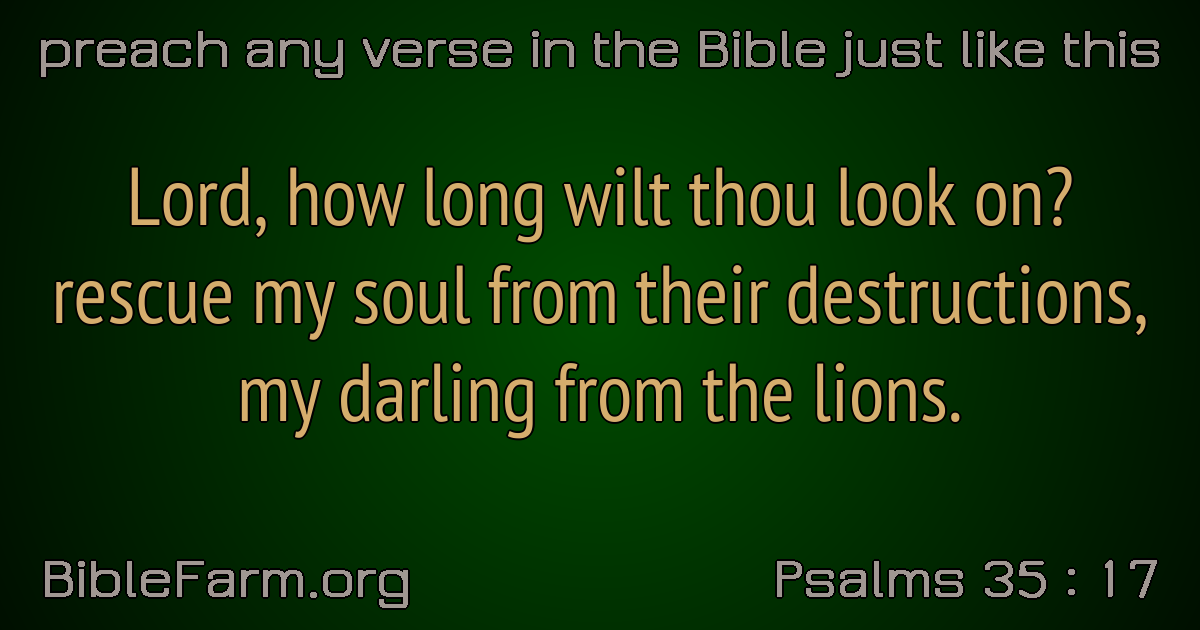 preach any verse in the Bible just like this
Lord, how long wilt thou look on?
rescue my soul from their destructions,
my darling from the lions.
BibleFarm.org
Psalms 35 : 17